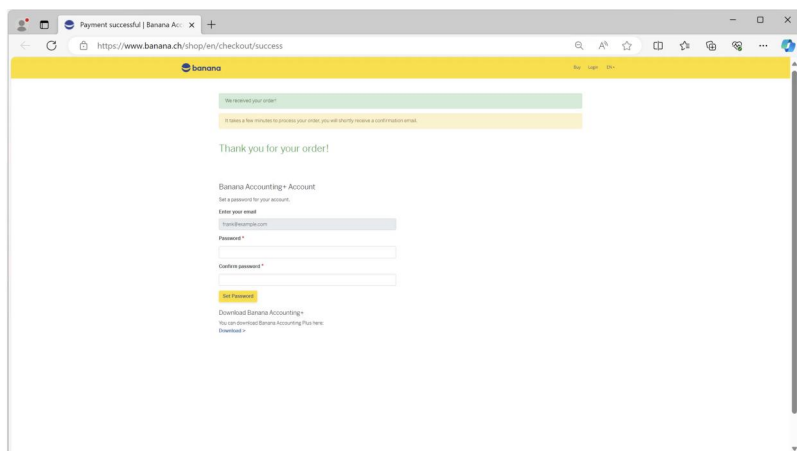 Payment successful | Banana Acc
https://www.banana.ch/shop/en/checkout/success
banana
Buy Login EN
We received your order!
It takes a few minutes to process your order, you will shortly receive a confirmation email.
Thank you for your order!
Banana Accounting+ Account
Set a password for your account.
Enter your email
frank@example.com
Password *
Confirm password *
Set Password
Download Banana Accounting+
You can download Banana Accounting Plus here:
Download >